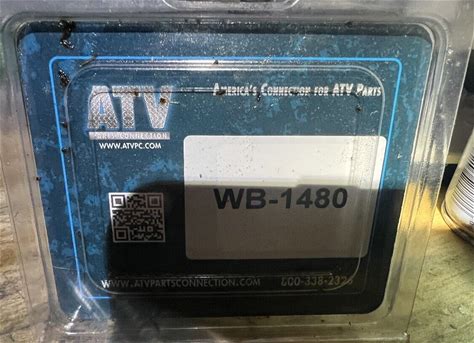 ATV
PARTS CONNECTION
WWW.ATVPC.COM
AMERICA'S CONNECTION FOR ATV PARTS
WB-1480
WWW.ATVPARTSCONNECTION.COM